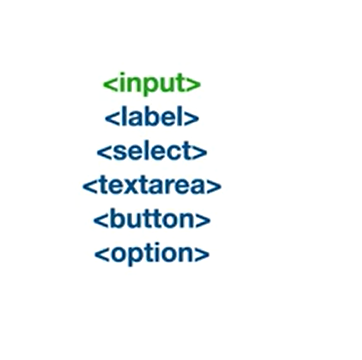 <input>
<label>
<select>
<textarea>
<button>
<option>